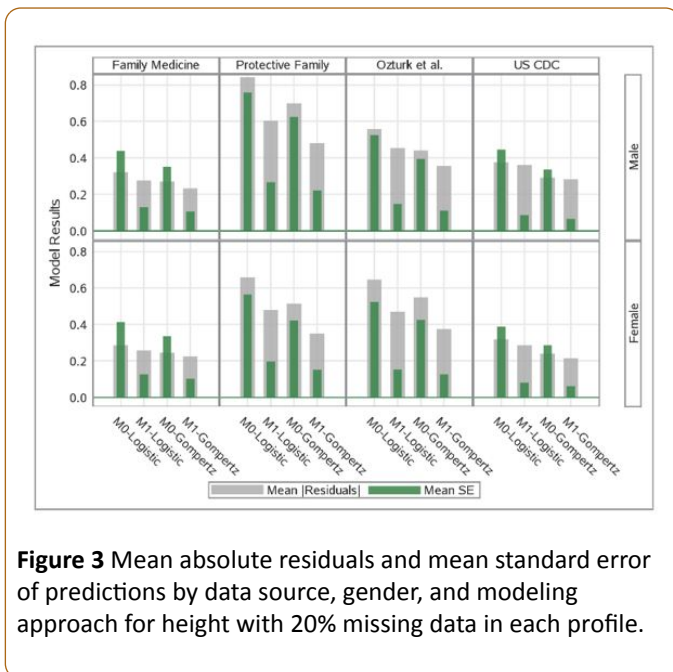 Family Medicine Protective Family Ozturk et al. US CDC
0.8
0.6
0.4
0.2
0.0
Male
Model Results
0.8
0.6
0.4
0.2
0.0
Female
M0-Logistic M1-Logistic M0-Gompertz M1-Gompertz M0-Logistic M1-Logistic M0-Gompertz M1-Gompertz M0-Logistic M1-Logistic M0-Gompertz M1-Gompertz M0-Logistic M1-Logistic M0-Gompertz M1-Gompertz
Mean |Residuals| Mean SE
Figure 3 Mean absolute residuals and mean standard error
of predictions by data source, gender, and modeling
approach for height with 20% missing data in each profile.